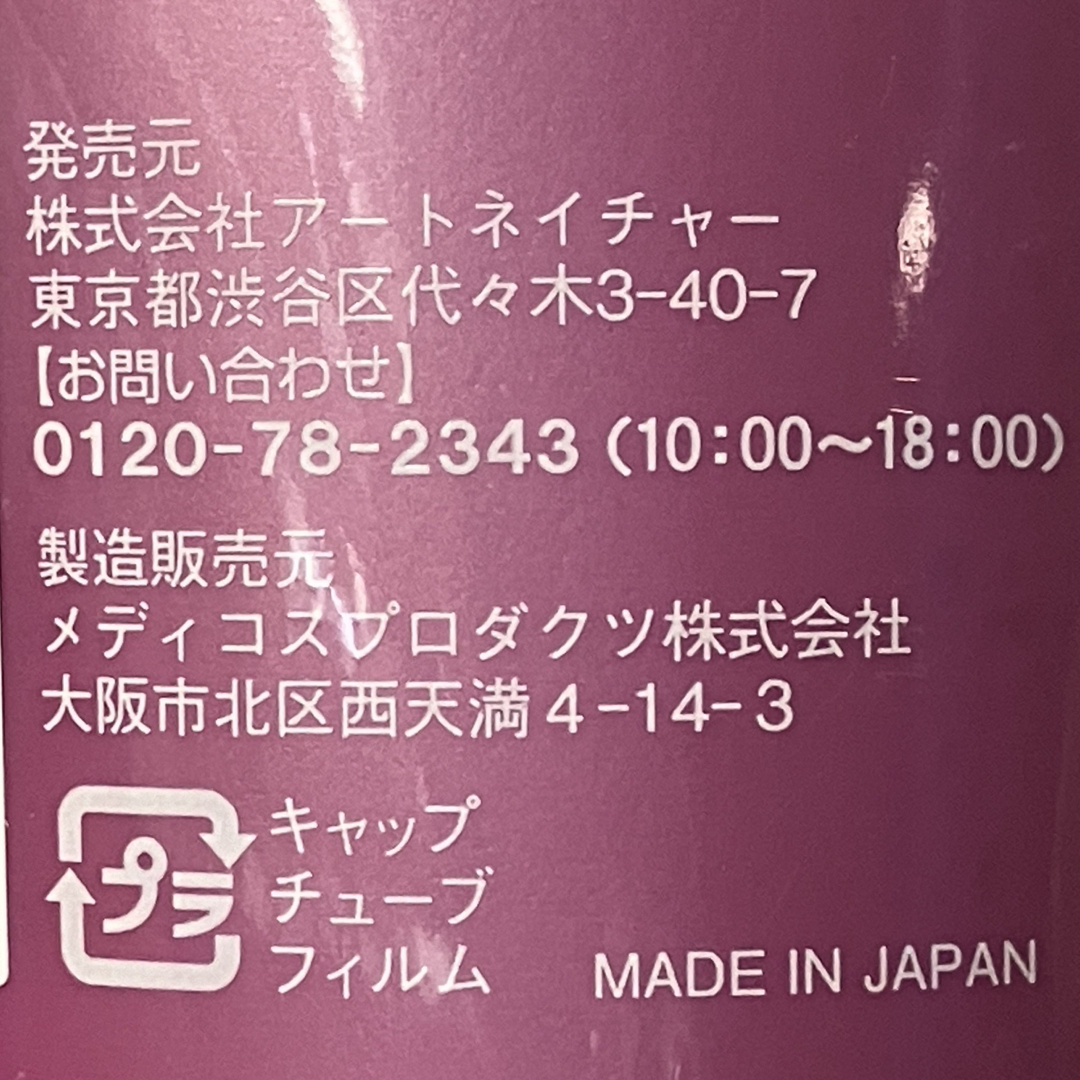 発売元
株式会社アートネイチャー
東京都渋谷区代々木3-40-7
【お問い合わせ】
0120-78-2343（10:00〜18:00）
製造販売元
メディコスプロダクツ株式会社
大阪市北区西天満4-14-3
プラ
キャップ
チューブ
フィルム
MADE IN JAPAN